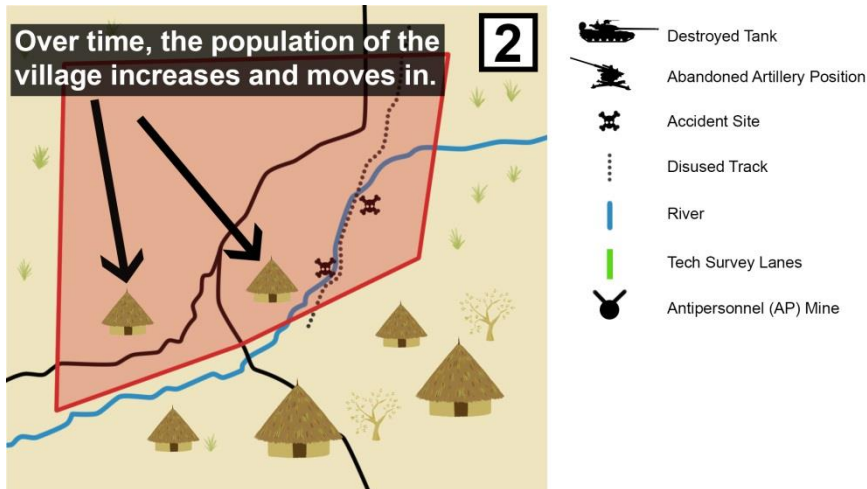 Over time, the population of the
village increases and moves in.
2
Destroyed Tank
Abandoned Artillery Position
Accident Site
Disused Track
River
Tech Survey Lanes
Antipersonnel (AP) Mine